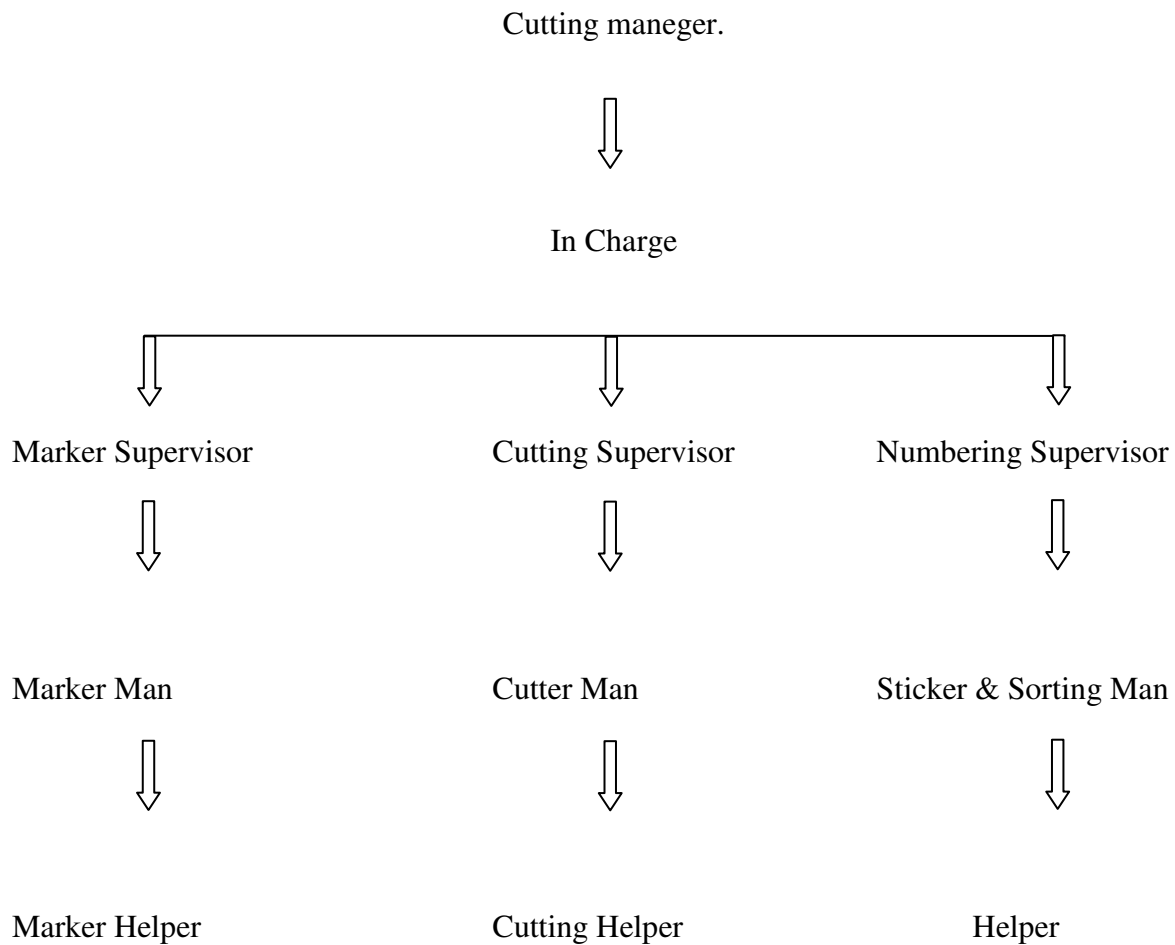 Cutting maneger.
In Charge
Marker Supervisor Cutting Supervisor Numbering Supervisor
Marker Man Cutter Man Sticker & Sorting Man
Marker Helper Cutting Helper Helper